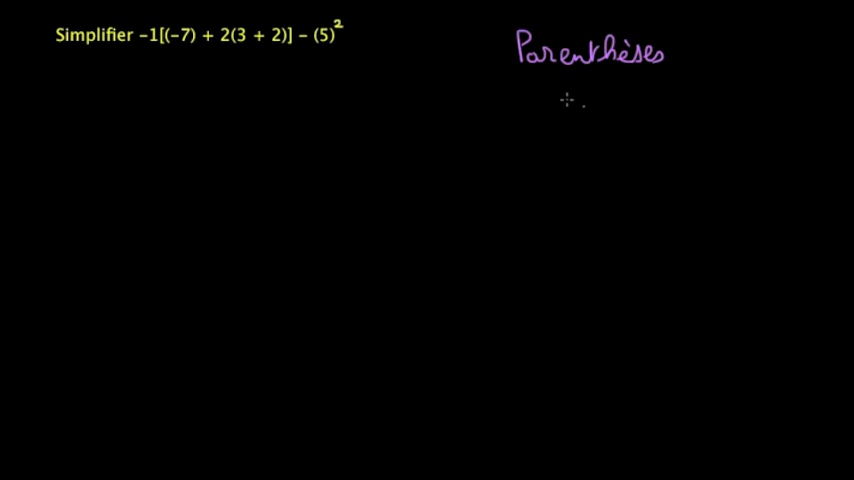 Simplifier -1[(-7) + 2(3 + 2)] - (5)²
Parenthèses